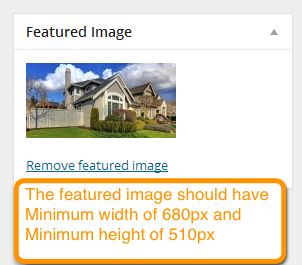 Featured Image
Remove featured image
The featured image should have
Minimum width of 680px and
Minimum height of 510px